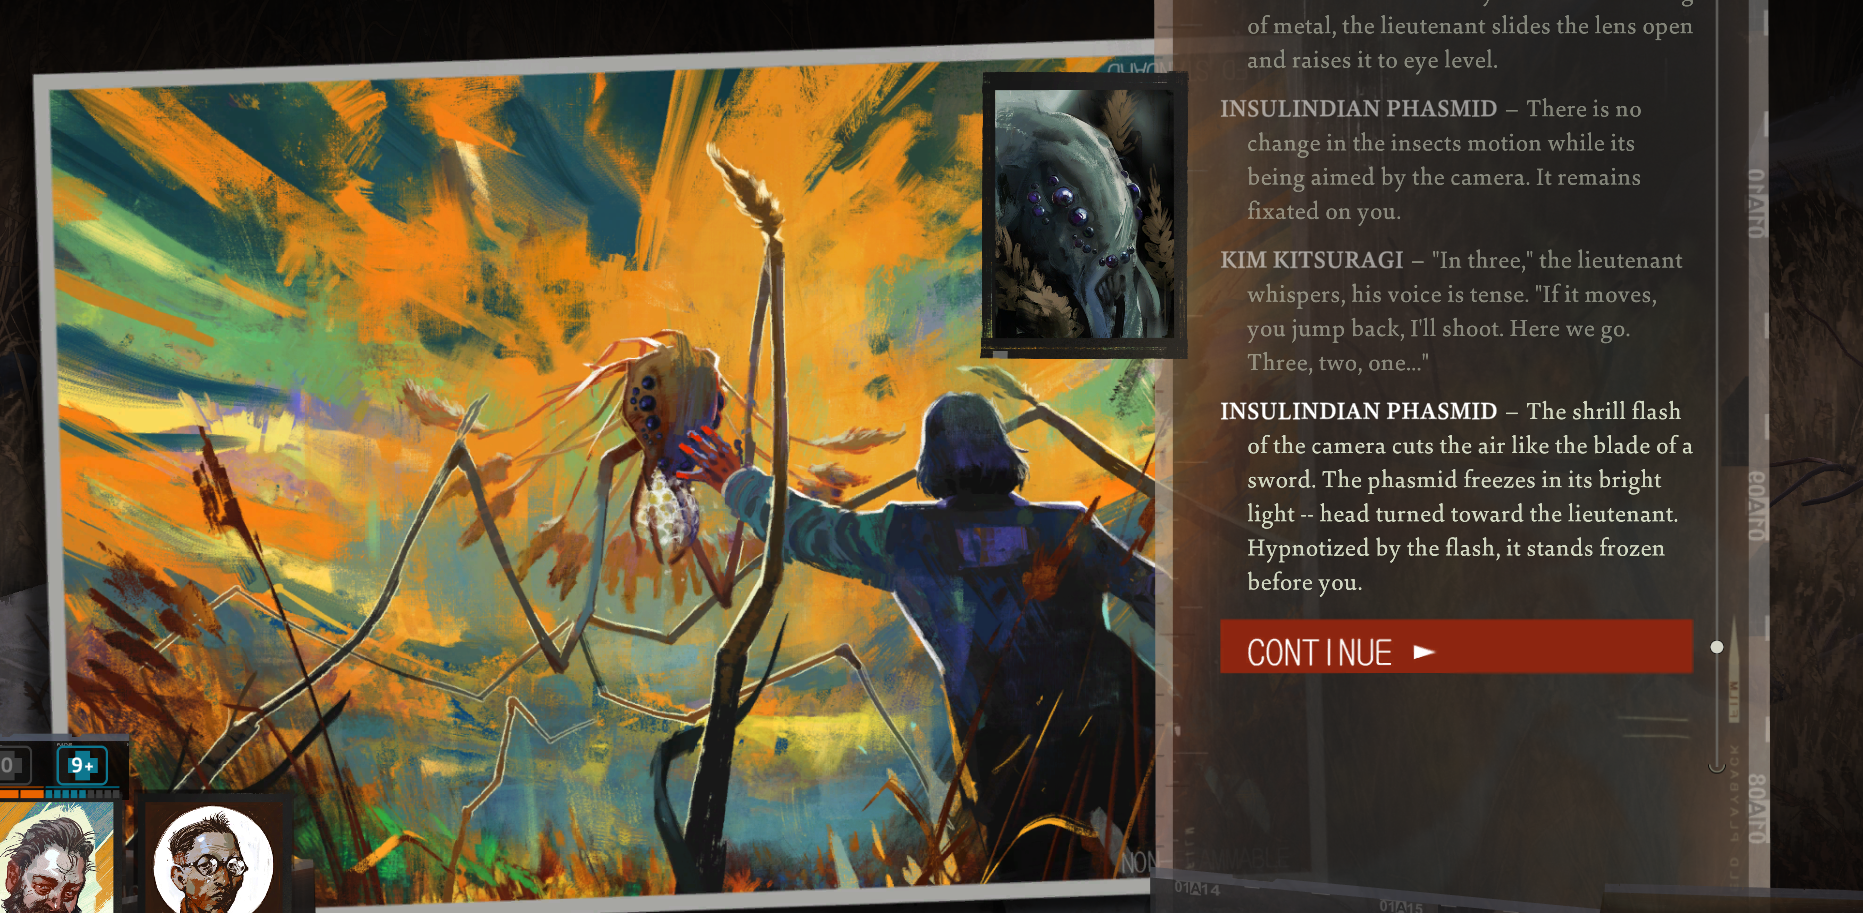 of metal, the lieutenant slides the lens open
and raises it to eye level.
INSULINDIAN PHASMID – There is no
change in the insects motion while its
being aimed by the camera. It remains
fixated on you.
KIM KITSURAGI – "In three," the lieutenant
whispers, his voice is tense. "If it moves,
you jump back, I'll shoot. Here we go.
Three, two, one..."
INSULINDIAN PHASMID – The shrill flash
of the camera cuts the air like the blade of a
sword. The phasmid freezes in its bright
light -- head turned toward the lieutenant.
Hypnotized by the flash, it stands frozen
before you.
CONTINUE
0
9+
NON
01A14
01A15